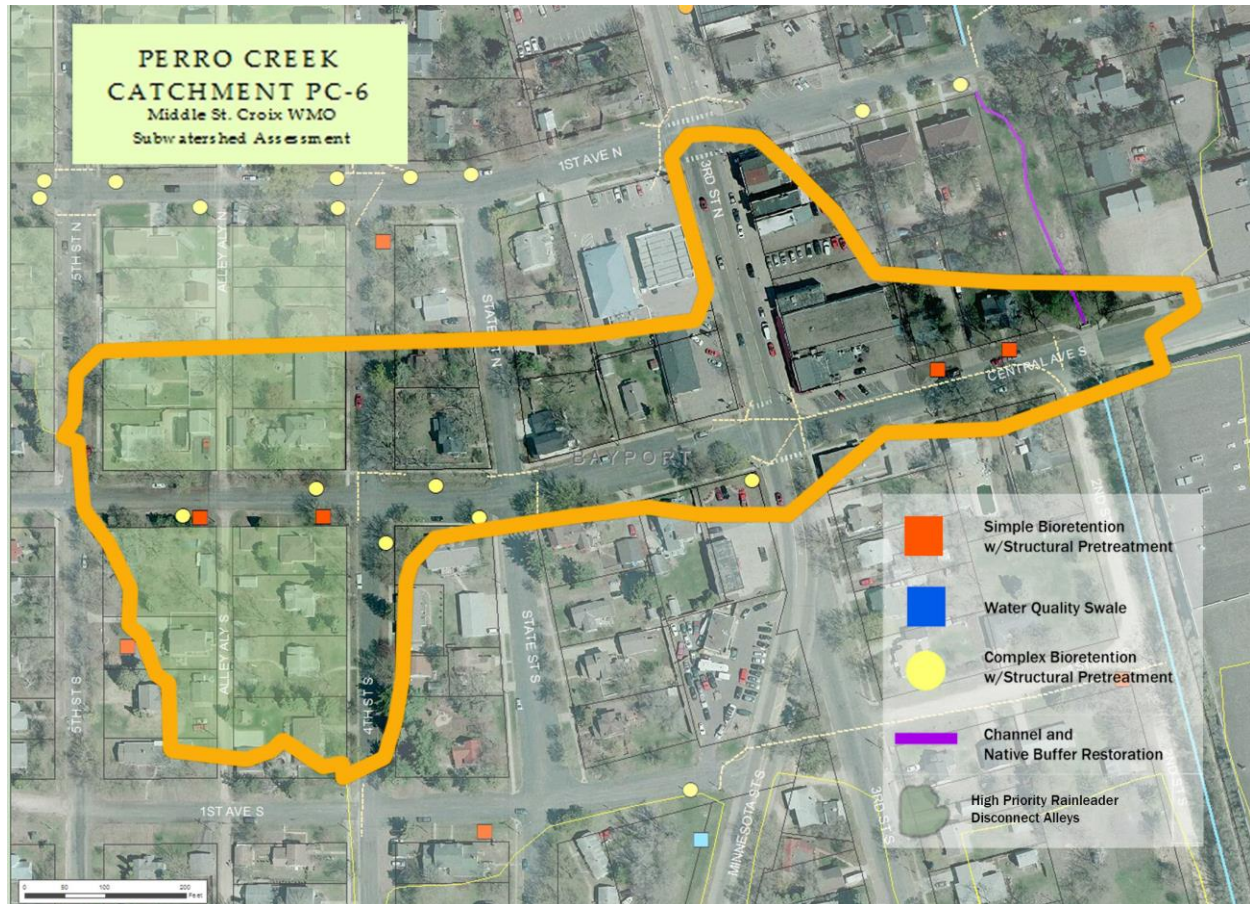 PERRO CREEK
CATCHMENT PC-6
Middle St. Croix WMO
Subwatershed Assessment
1ST AVE N
3RD ST N
5TH ST N
ALLEY ALY N
STATE ST N
CENTRAL AVE S
BAYPORT
2ND ST S
Simple Bioretention
w/Structural Pretreatment
Water Quality Swale
Complex Bioretention
w/Structural Pretreatment
Channel and
Native Buffer Restoration
High Priority Rainleader
Disconnect Alleys
5TH ST S
ALLEY ALY S
4TH ST S
STATE ST S
1ST AVE S
MINNESOTA ST S
3RD ST S
0 50 100 200
Feet